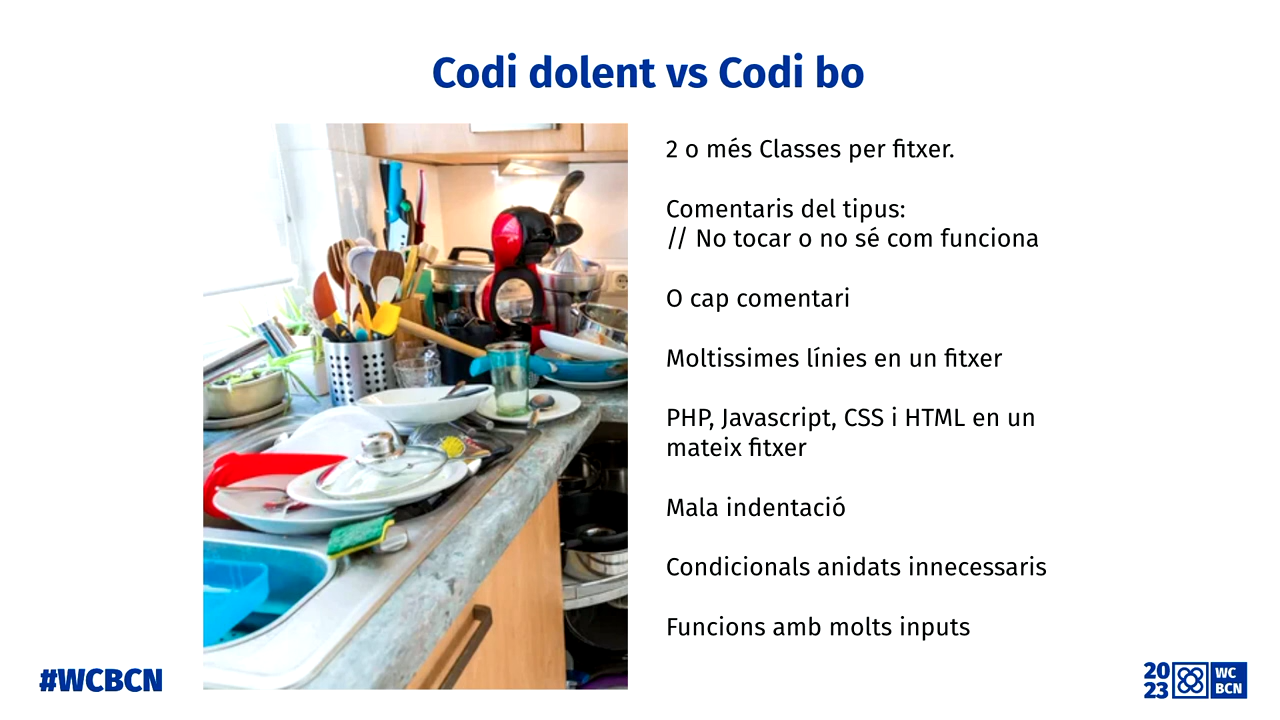 Codi dolent vs Codi bo
2 o més Classes per fitxer.
Comentaris del tipus:
// No tocar o no sé com funciona
O cap comentari
Moltissimes línies en un fitxer
PHP, Javascript, CSS i HTML en un
mateix fitxer
Mala indentació
Condicionals anidats innecessaris
Funcions amb molts inputs
#WCBCN
20
23
WC
BCN